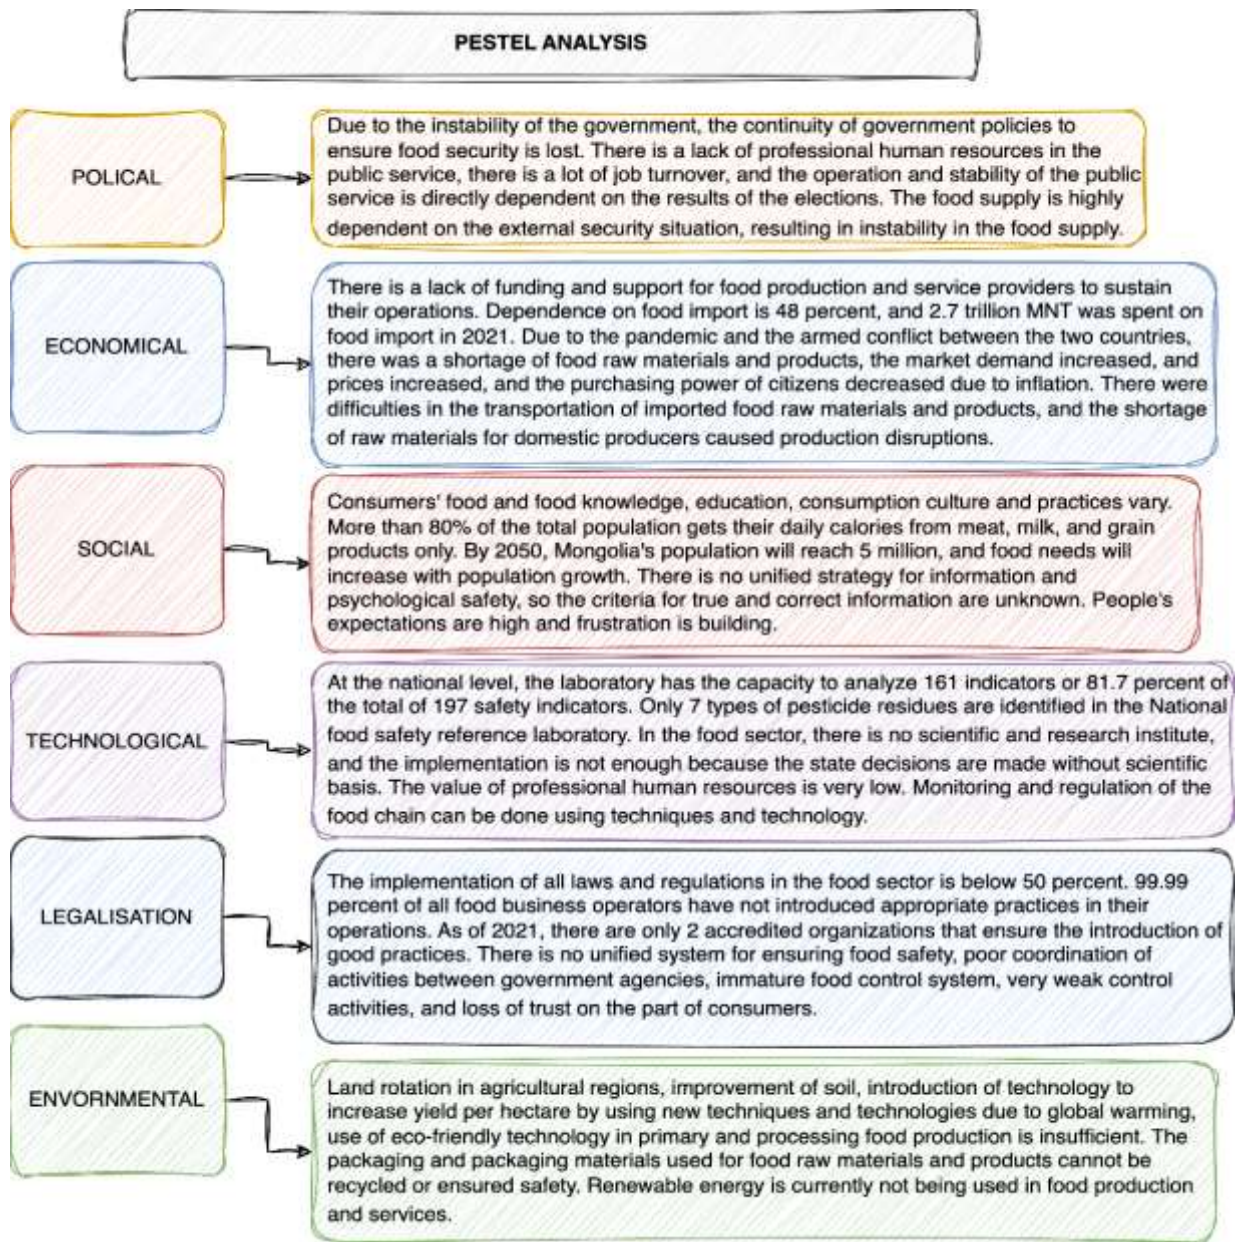 PESTEL ANALYSIS
POLICAL
Due to the instability of the government, the continuity of government policies to
ensure food security is lost. There is a lack of professional human resources in the
public service, there is a lot of job turnover, and the operation and stability of the public
service is directly dependent on the results of the elections. The food supply is highly
dependent on the external security situation, resulting in instability in the food supply.
ECONOMICAL
There is a lack of funding and support for food production and service providers to sustain
their operations. Dependence on food import is 48 percent, and 2.7 trillion MNT was spent on
food import in 2021. Due to the pandemic and the armed conflict between the two countries,
there was a shortage of food raw materials and products, the market demand increased, and
prices increased, and the purchasing power of citizens decreased due to inflation. There were
difficulties in the transportation of imported food raw materials and products, and the shortage
of raw materials for domestic producers caused production disruptions.
SOCIAL
Consumers' food and food knowledge, education, consumption culture and practices vary.
More than 80% of the total population gets their daily calories from meat, milk, and grain
products only. By 2050, Mongolia's population will reach 5 million, and food needs will
increase with population growth. There is no unified strategy for information and
psychological safety, so the criteria for true and correct information are unknown. People's
expectations are high and frustration is building.
TECHNOLOGICAL
At the national level, the laboratory has the capacity to analyze 161 indicators or 81.7 percent of
the total of 197 safety indicators. Only 7 types of pesticide residues are identified in the National
food safety reference laboratory. In the food sector, there is no scientific and research institute,
and the implementation is not enough because the state decisions are made without scientific
basis. The value of professional human resources is very low. Monitoring and regulation of the
food chain can be done using techniques and technology.
LEGALISATION
The implementation of all laws and regulations in the food sector is below 50 percent. 99.99
percent of all food business operators have not introduced appropriate practices in their
operations. As of 2021, there are only 2 accredited organizations that ensure the introduction of
good practices. There is no unified system for ensuring food safety, poor coordination of
activities between government agencies, immature food control system, very weak control
activities, and loss of trust on the part of consumers.
ENVORNMENTAL
Land rotation in agricultural regions, improvement of soil, introduction of technology to
increase yield per hectare by using new techniques and technologies due to global warming,
use of eco-friendly technology in primary and processing food production is insufficient. The
packaging and packaging materials used for food raw materials and products cannot be
recycled or ensured safety. Renewable energy is currently not being used in food production
and services.